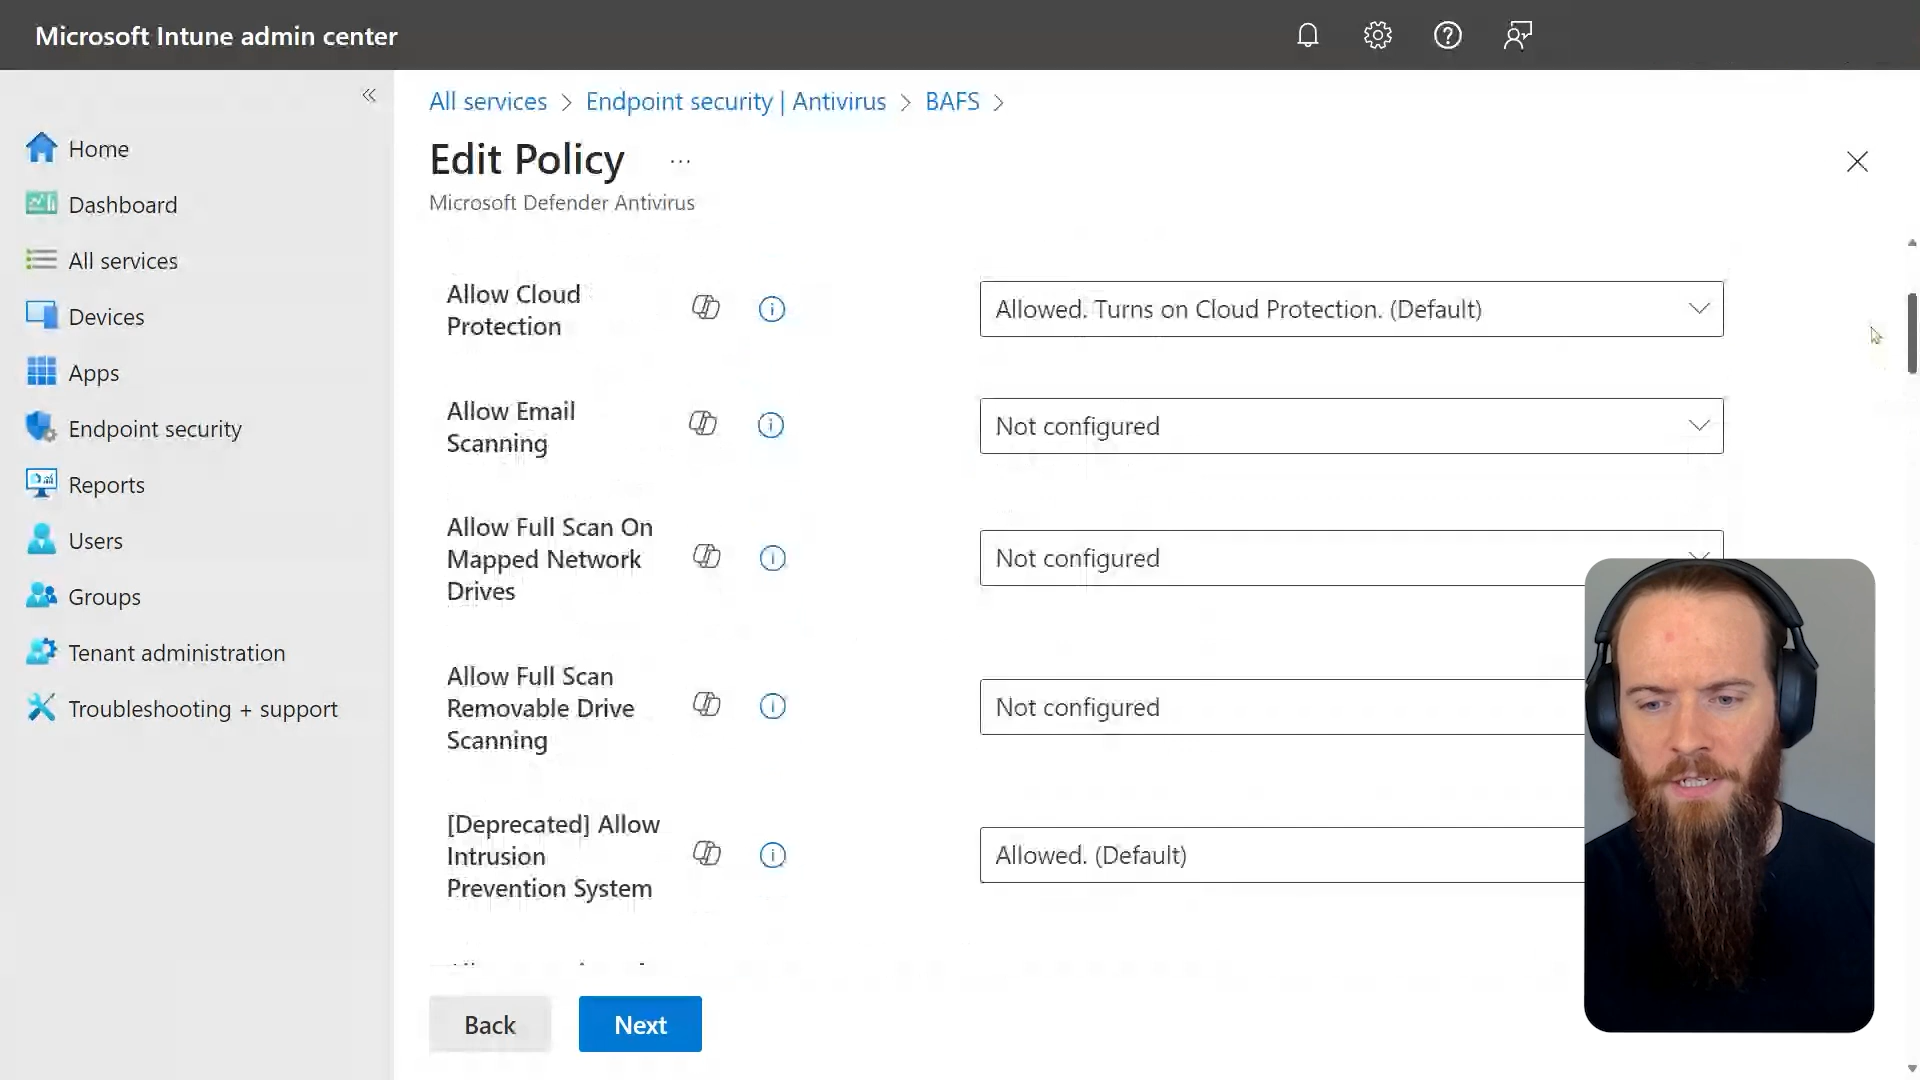 Microsoft Intune admin center
All services > Endpoint security | Antivirus > BAFS >
Edit Policy ...
Microsoft Defender Antivirus
Home
Dashboard
All services
Devices
Apps
Endpoint security
Reports
Users
Groups
Tenant administration
Troubleshooting + support
Allow Cloud
Protection
Allowed. Turns on Cloud Protection. (Default)
Allow Email
Scanning
Not configured
Allow Full Scan On
Mapped Network
Drives
Not configured
Allow Full Scan
Removable Drive
Scanning
Not configured
[Deprecated] Allow
Intrusion
Prevention System
Allowed. (Default)
Back
Next